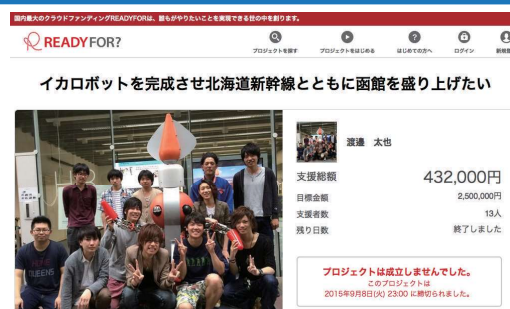 国内最大のクラウドファンディングREADYFOR?は、誰もがやりたいことを実現できる世の中を創ります。
READYFOR?
プロジェクトを探す
プロジェクトをはじめる
はじめての方へ
ログイン
イカロボットを完成させ北海道新幹線とともに函館を盛り上げたい
渡邉 太也
支援総額 432,000円
目標金額 2,500,000円
支援者数 13人
残り日数 終了しました
プロジェクトは成立しませんでした。
このプロジェクトは
2015年9月8日(火) 23:00 に締切られました。
QUEENS